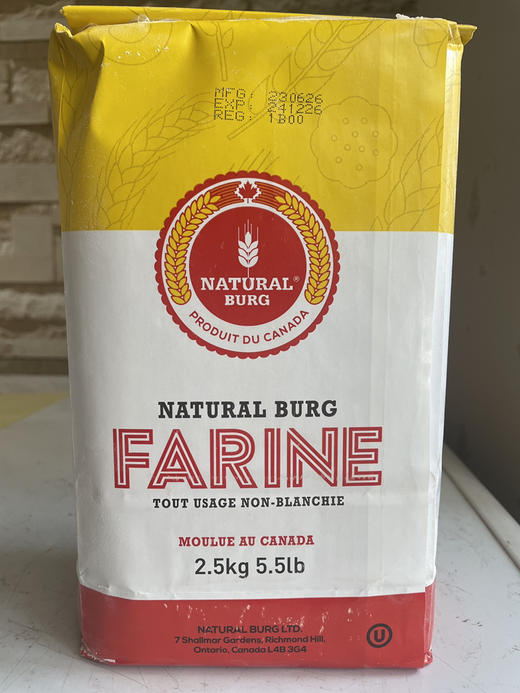 MFG: 230626
EXP: 241226
REG: 1B00
NATURAL®
BURG
PRODUIT DU CANADA
NATURAL BURG
FARINE
TOUT USAGE NON-BLANCHIE
MOULUE AU CANADA
2.5kg 5.5lb
NATURAL BURG LTD.
7 Shallmar Gardens, Richmond Hill,
Ontario, Canada L4B 3G4
U